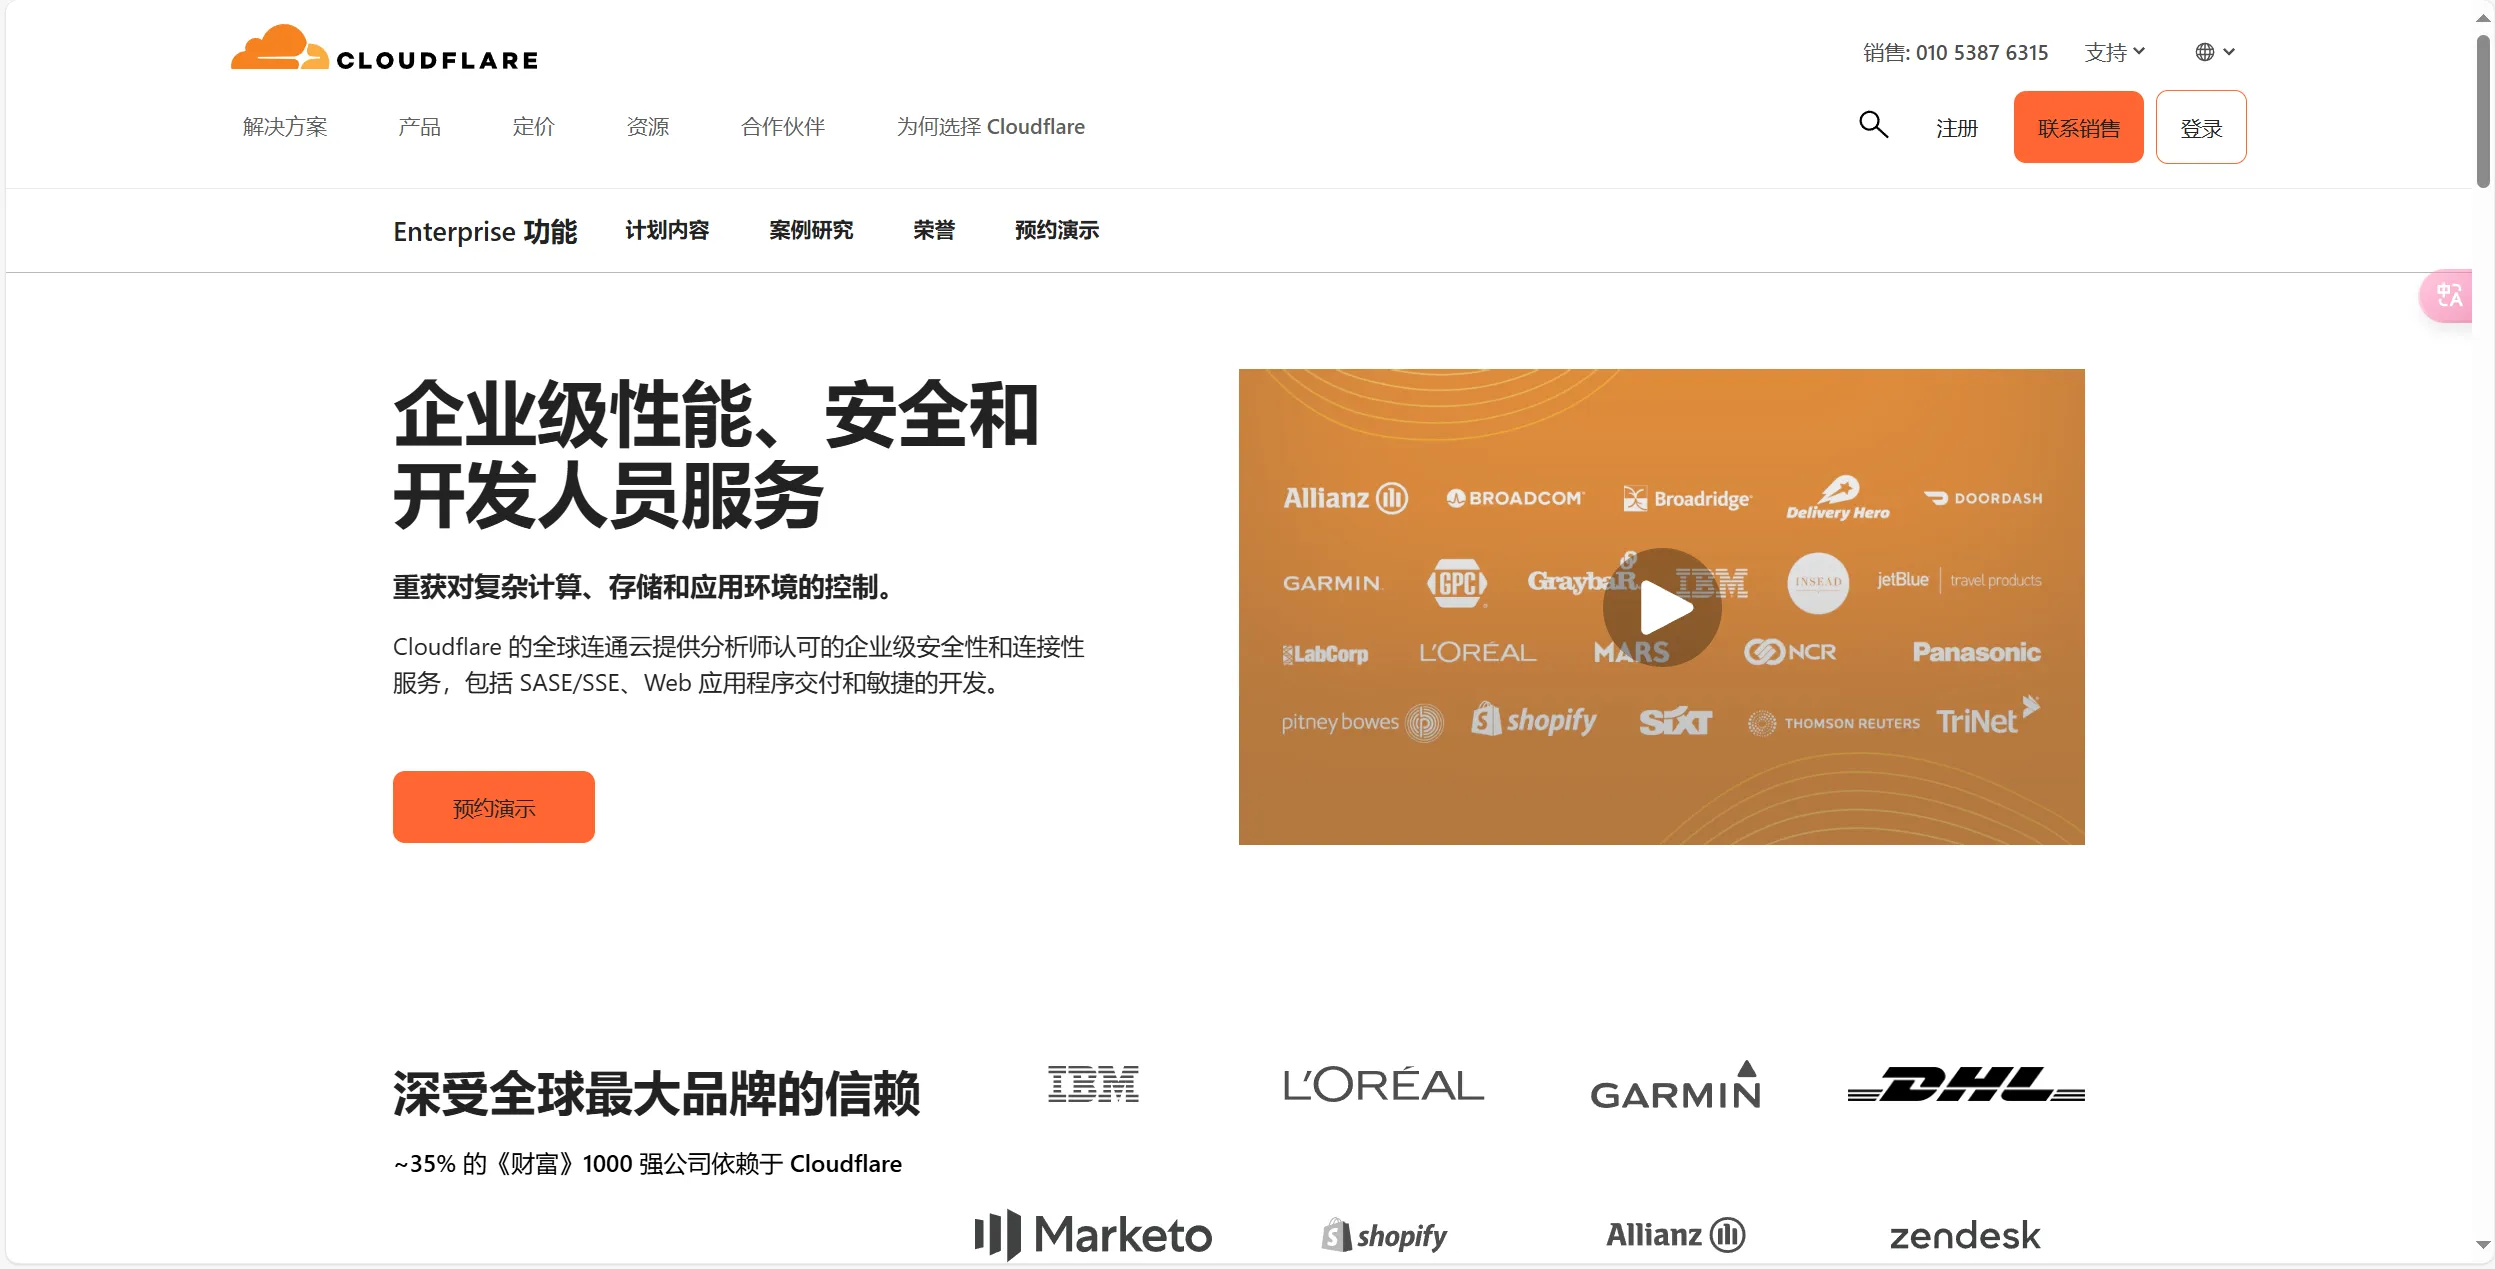 CLOUDFLARE
销售: 010 5387 6315
支持
解决方案
产品
定价
资源
合作伙伴
为何选择 Cloudflare
注册
联系销售
登录
Enterprise 功能
计划内容
案例研究
荣誉
预约演示
中A
企业级性能、安全和
开发人员服务
重获对复杂计算、存储和应用环境的控制。
Cloudflare 的全球连通云提供分析师认可的企业级安全性和连接性
服务，包括 SASE/SSE、Web 应用程序交付和敏捷的开发。
预约演示
Allianz
BROADCOM
Broadridge
Delivery Hero
DOORDASH
GARMIN
GPC
GraybaR
IBM
INSEAD
jetBlue | travel products
LabCorp
L'ORÉAL
MARS
NCR
Panasonic
pitney bowes
shopify
SIXT
THOMSON REUTERS
TriNet
深受全球最大品牌的信赖
~35% 的《财富》1000 强公司依赖于 Cloudflare
IBM
L'ORÉAL
GARMIN
DHL
Marketo
shopify
Allianz
zendesk